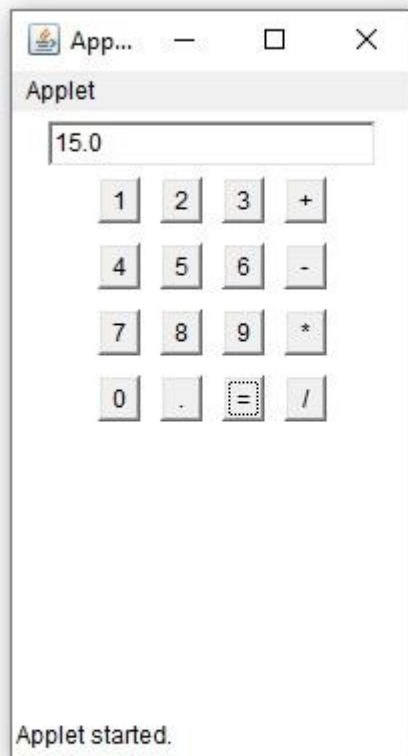 App...
Applet
15.0
1 2 3 +
4 5 6 -
7 8 9 *
0 . = /
Applet started.